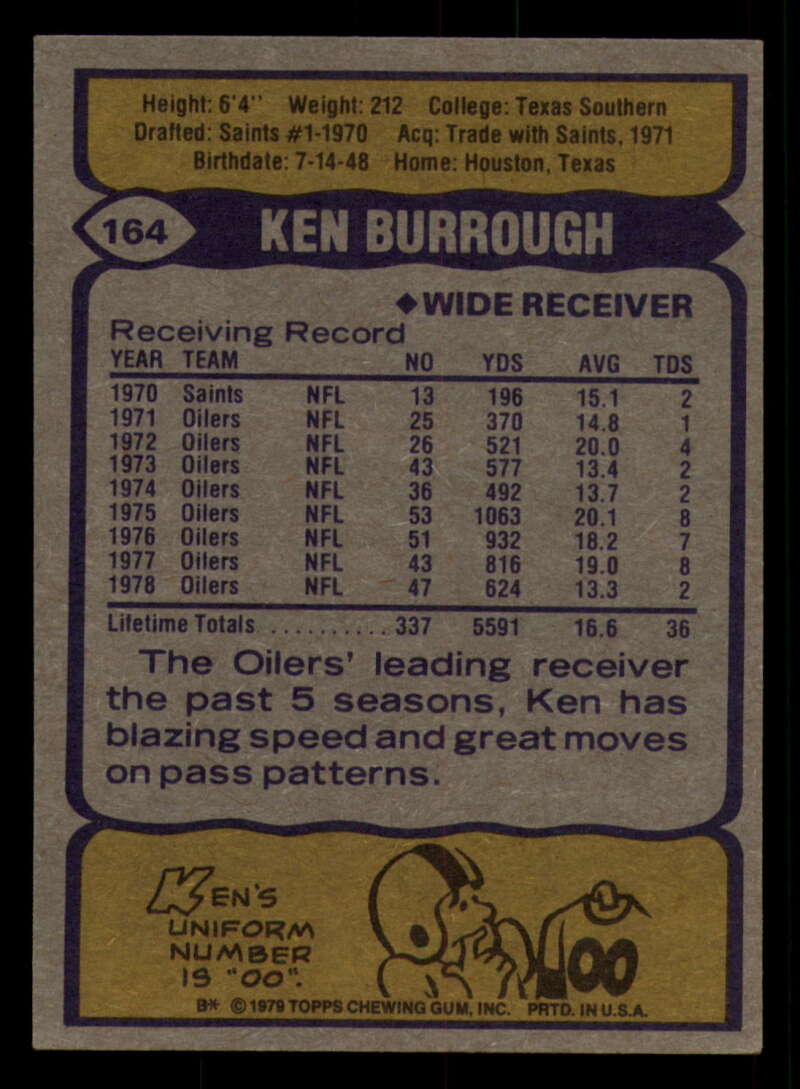 Height: 6'4" Weight: 212 College: Texas Southern
Drafted: Saints #1-1970 Acq: Trade with Saints, 1971
Birthdate: 7-14-48 Home: Houston, Texas
164 KEN BURROUGH
◆WIDE RECEIVER
Receiving Record
YEAR TEAM NO YDS AVG TDS
1970 Saints NFL 13 196 15.1 2
1971 Oilers NFL 25 370 14.8 1
1972 Oilers NFL 26 521 20.0 4
1973 Oilers NFL 43 577 13.4 2
1974 Oilers NFL 36 492 13.7 2
1975 Oilers NFL 53 1063 20.1 8
1976 Oilers NFL 51 932 18.2 7
1977 Oilers NFL 43 816 19.0 8
1978 Oilers NFL 47 624 13.3 2
Lifetime Totals .......... 337 5591 16.6 36
The Oilers' leading receiver
the past 5 seasons, Ken has
blazing speed and great moves
on pass patterns.
KEN'S
UNIFORM
NUMBER
IS "00".
00
B* © 1979 TOPPS CHEWING GUM, INC. PRTD. IN U.S.A.